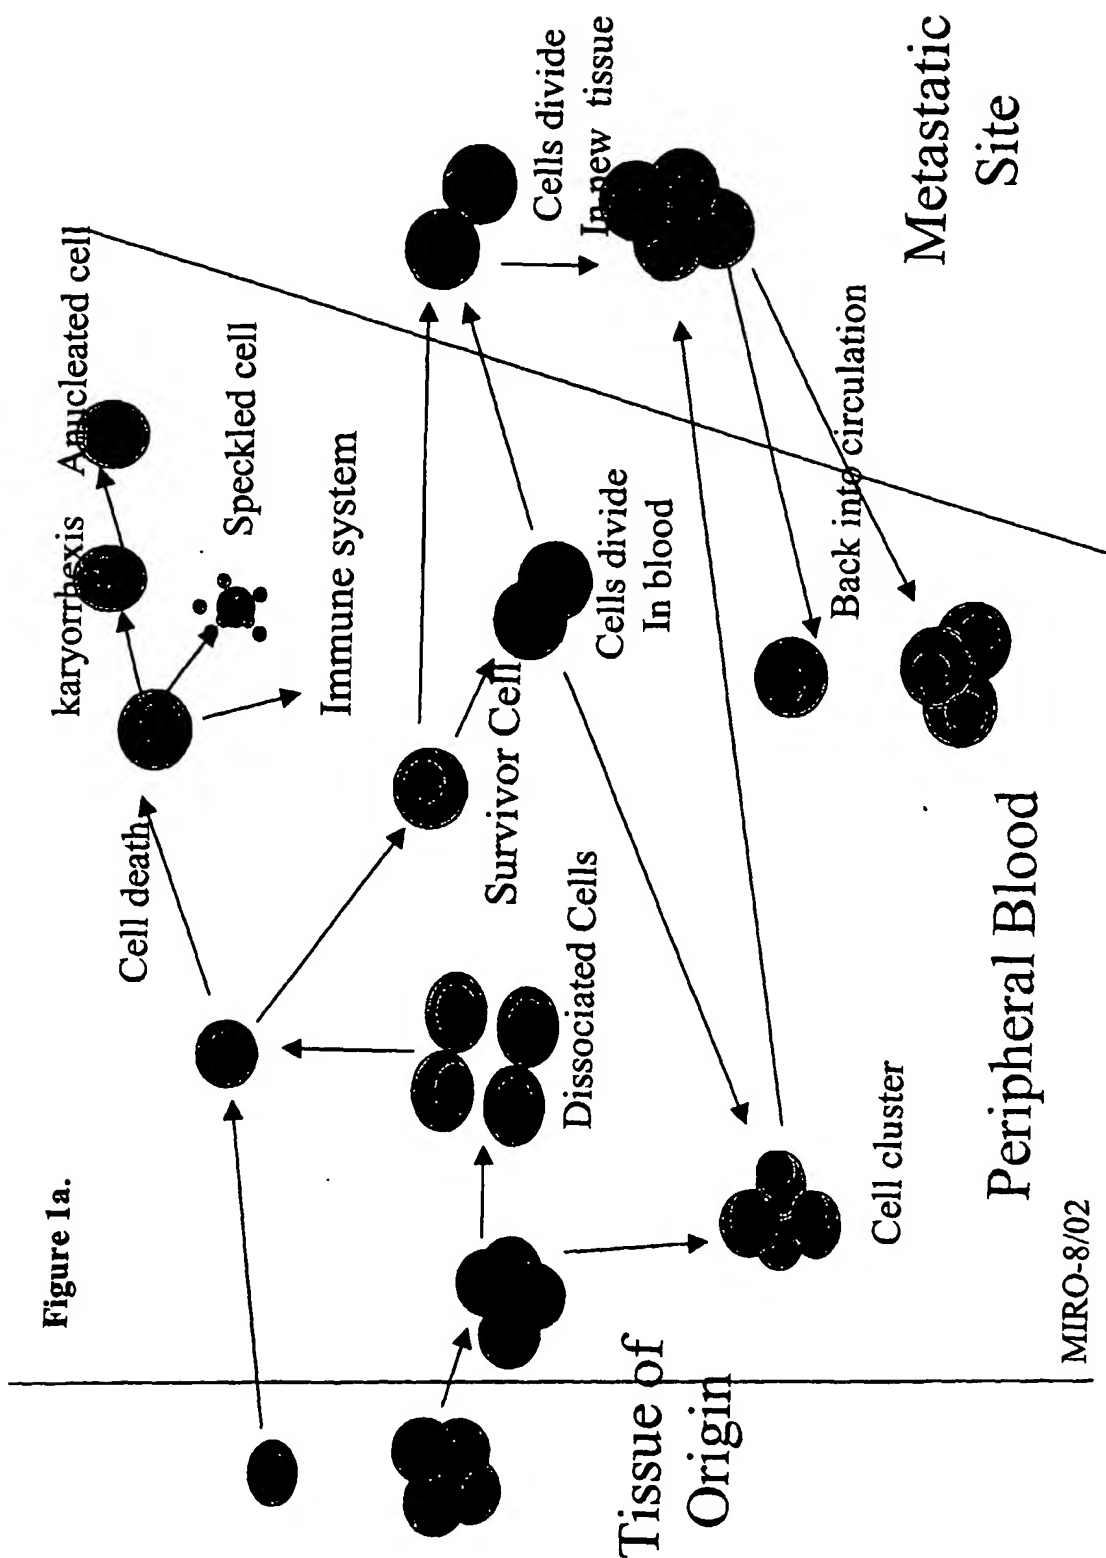 Figure 1a.
karyorrhexis
Anucleated cell
Cell death
Speckled cell
Immune system
Survivor Cell
Cells divide
In new tissue
Dissociated Cells
Cells divide
In blood
Tissue of
Origin
Cell cluster
Back into circulation
Metastatic
Site
Peripheral Blood
MIRO-8/02